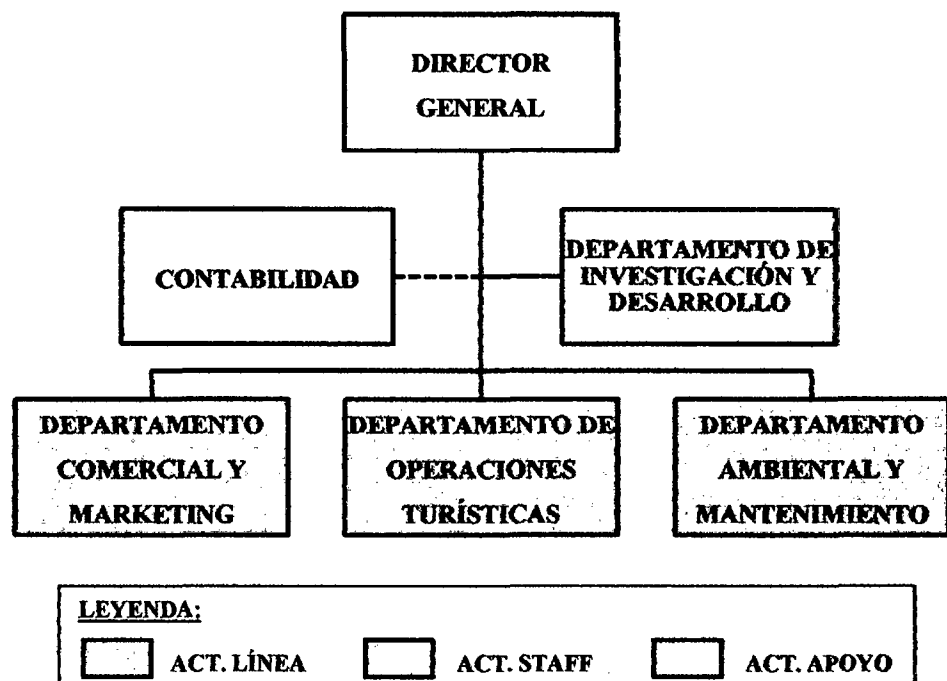 DIRECTOR
GENERAL
CONTABILIDAD
DEPARTAMENTO DE
INVESTIGACIÓN Y
DESARROLLO
DEPARTAMENTO
COMERCIAL Y
MARKETING
DEPARTAMENTO DE
OPERACIONES
TURÍSTICAS
DEPARTAMENTO
AMBIENTAL Y
MANTENIMIENTO
LEYENDA:
ACT. LÍNEA
ACT. STAFF
ACT. APOYO